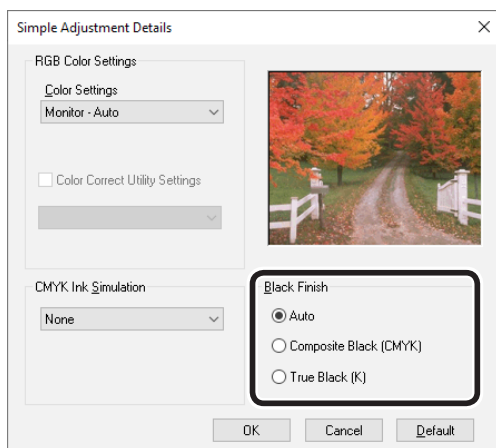 Simple Adjustment Details
RGB Color Settings
Color Settings
Monitor - Auto
Color Correct Utility Settings
CMYK Ink Simulation
None
Black Finish
Auto
Composite Black (CMYK)
True Black (K)
OK
Cancel
Default